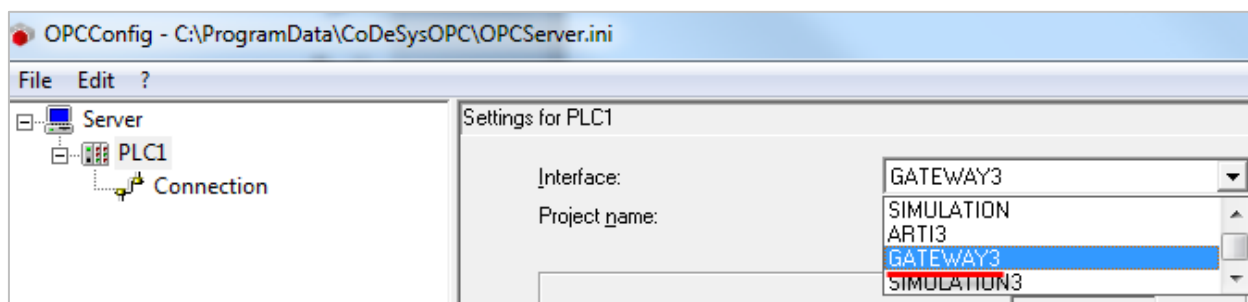 OPCConfig - C:\ProgramData\CoDeSysOPC\OPCServer.ini
File Edit ?
Server
PLC1
Connection
Settings for PLC1
Interface:
GATEWAY3
Project name:
SIMULATION
ARTI3
GATEWAY3
SIMULATION3